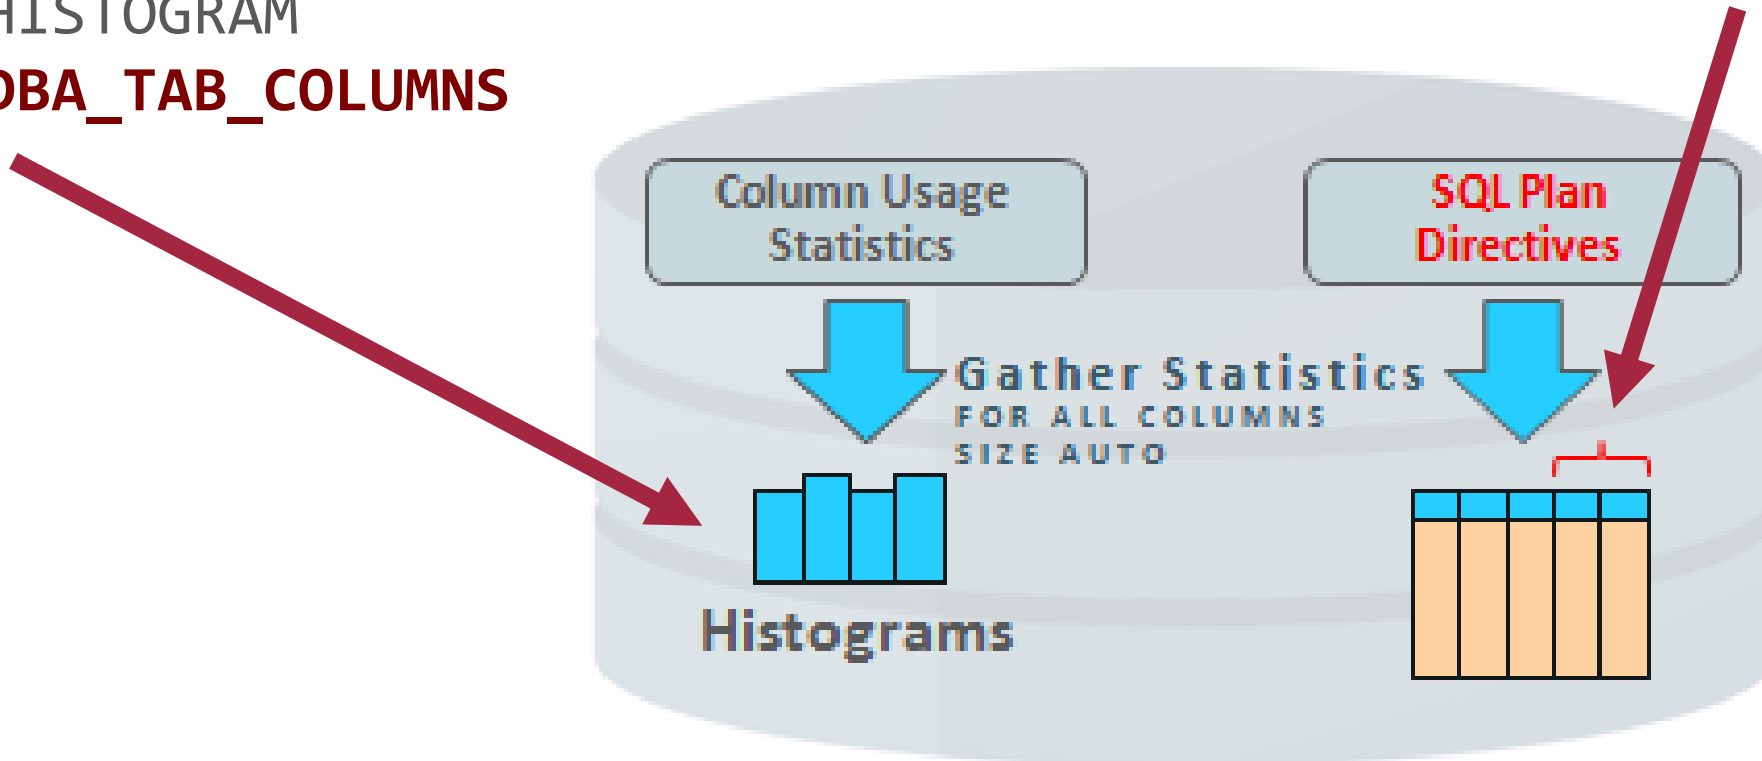 HISTOGRAM
DBA_TAB_COLUMNS
Column Usage
Statistics
SQL Plan
Directives
Gather Statistics
FOR ALL COLUMNS
SIZE AUTO
Histograms